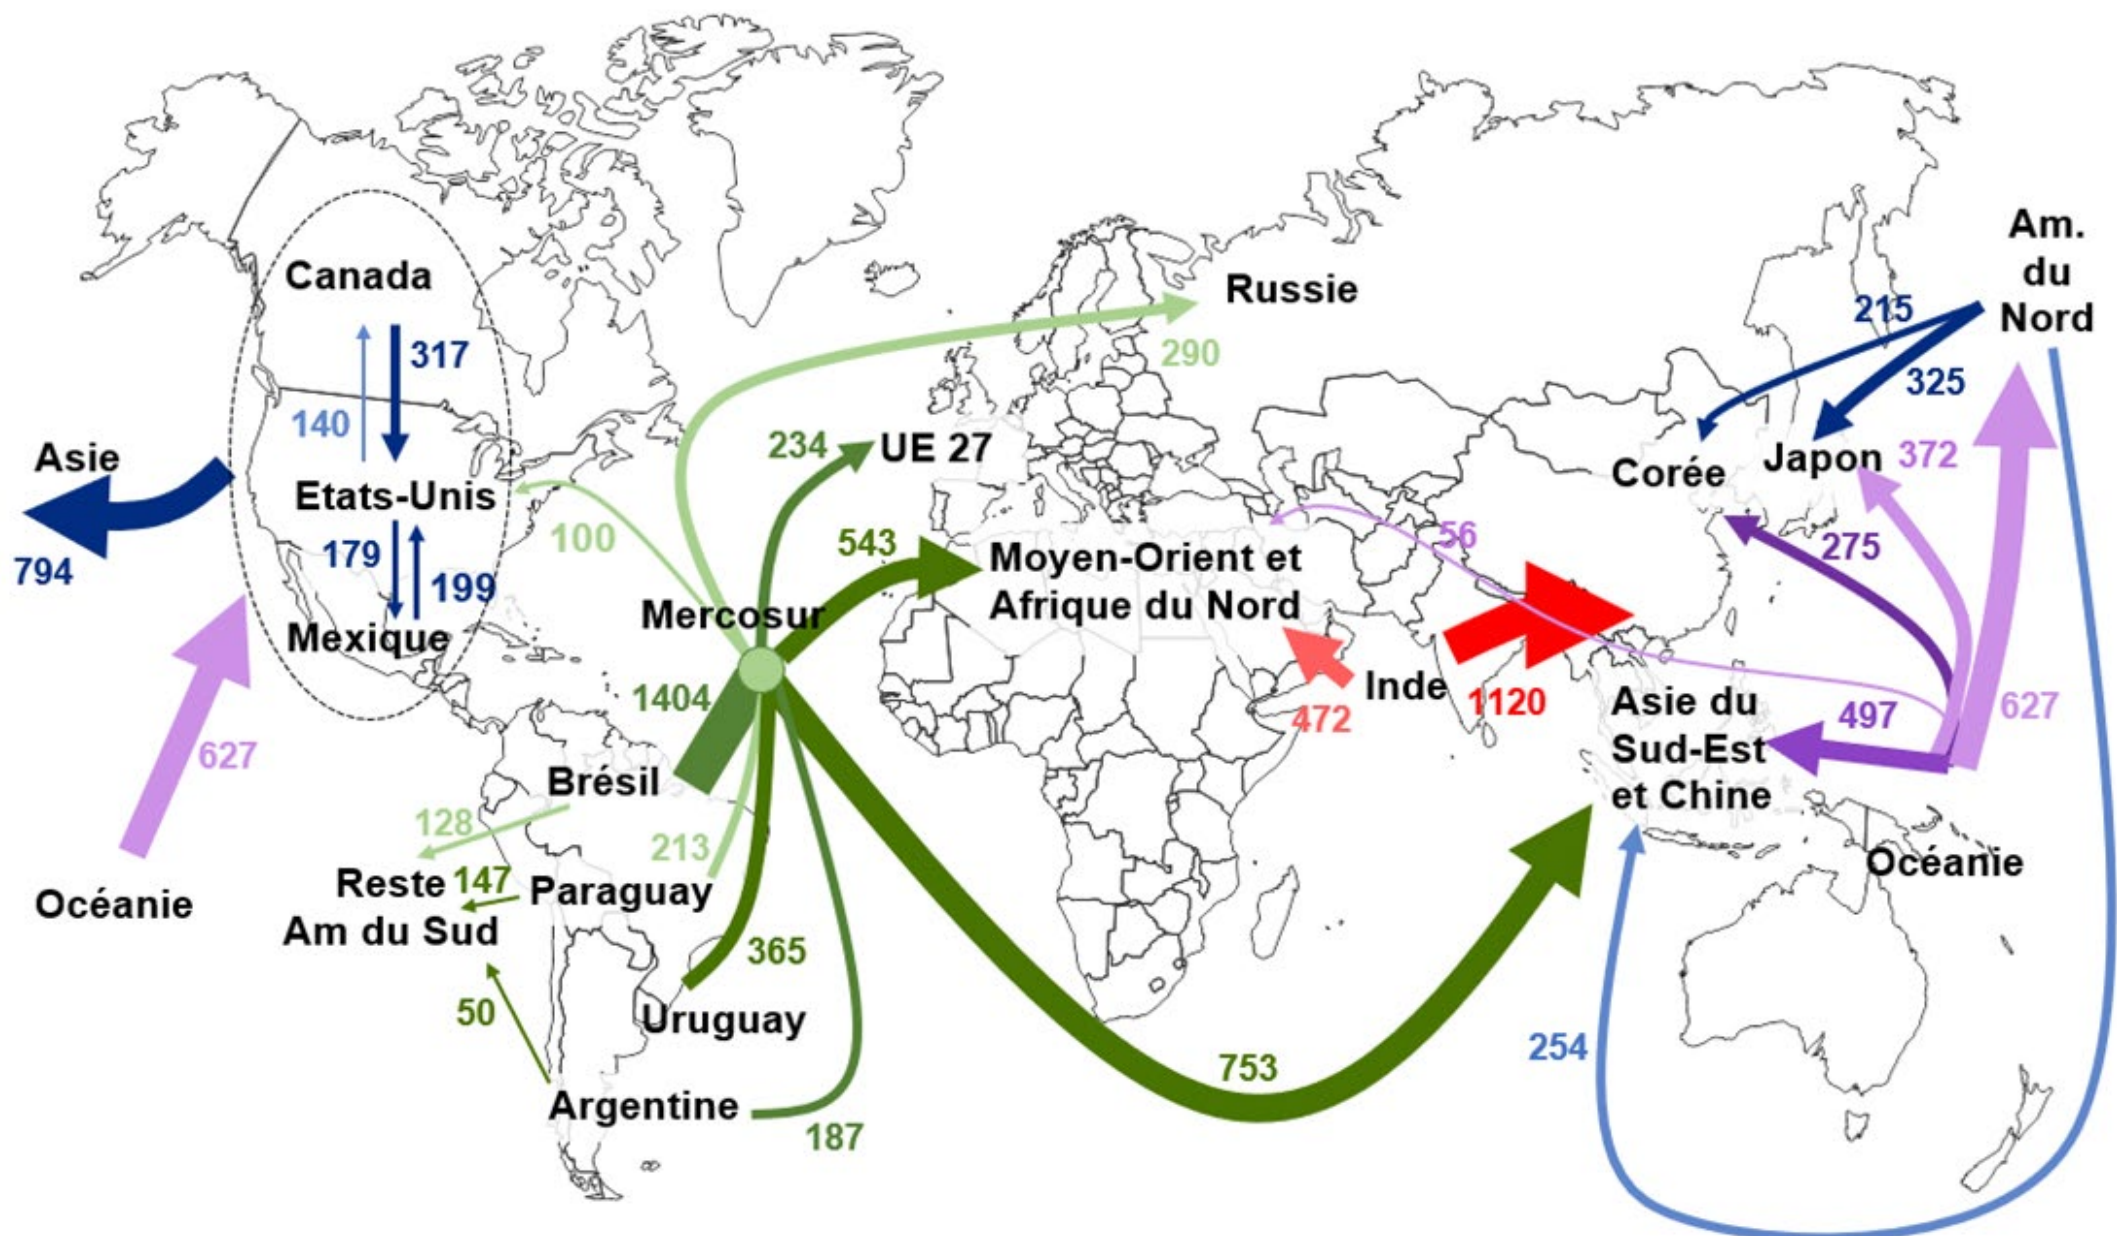 Am.
du
Nord
Canada
Russie
215
317
290
325
140
234
UE 27
Asie
Japon
372
Corée
Etats-Unis
100
543
56
275
179
199
794
Moyen-Orient et
Afrique du Nord
Mercosur
Mexique
Inde
1404
472
1120
Asie du
Sud-Est
et Chine
497
627
627
Brésil
128
213
Reste
Am du Sud
147
Paraguay
Océanie
Océanie
365
50
Uruguay
254
753
Argentine
187